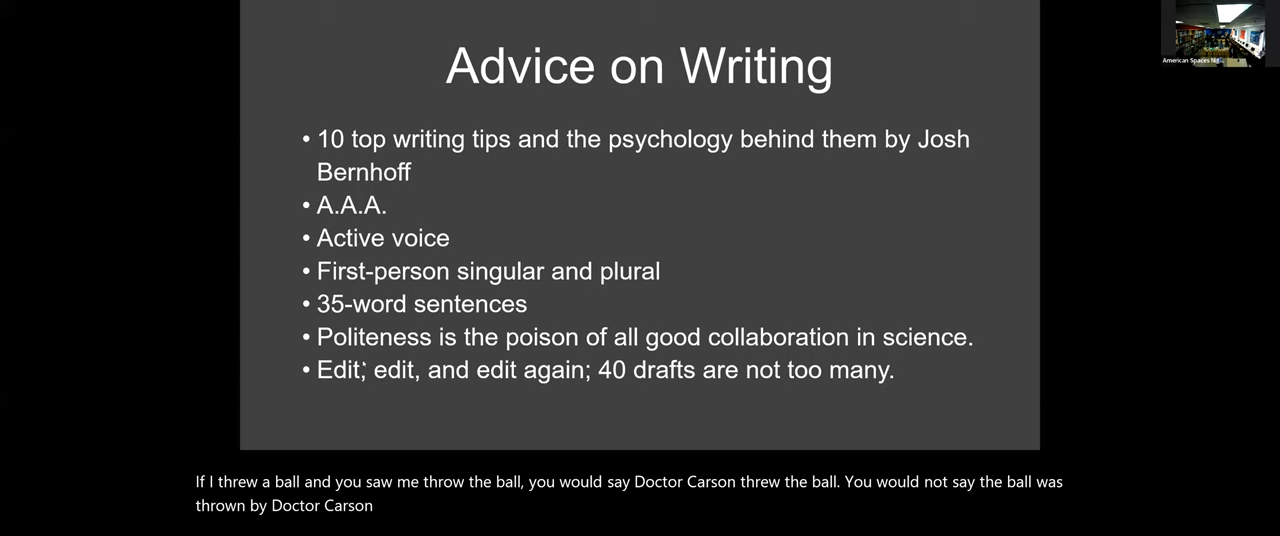 Advice on Writing
• 10 top writing tips and the psychology behind them by Josh
Bernhoff
• A.A.A.
• Active voice
• First-person singular and plural
• 35-word sentences
• Politeness is the poison of all good collaboration in science.
• Edit, edit, and edit again; 40 drafts are not too many.
American Spaces
If I threw a ball and you saw me throw the ball, you would say Doctor Carson threw the ball. You would not say the ball was
thrown by Doctor Carson